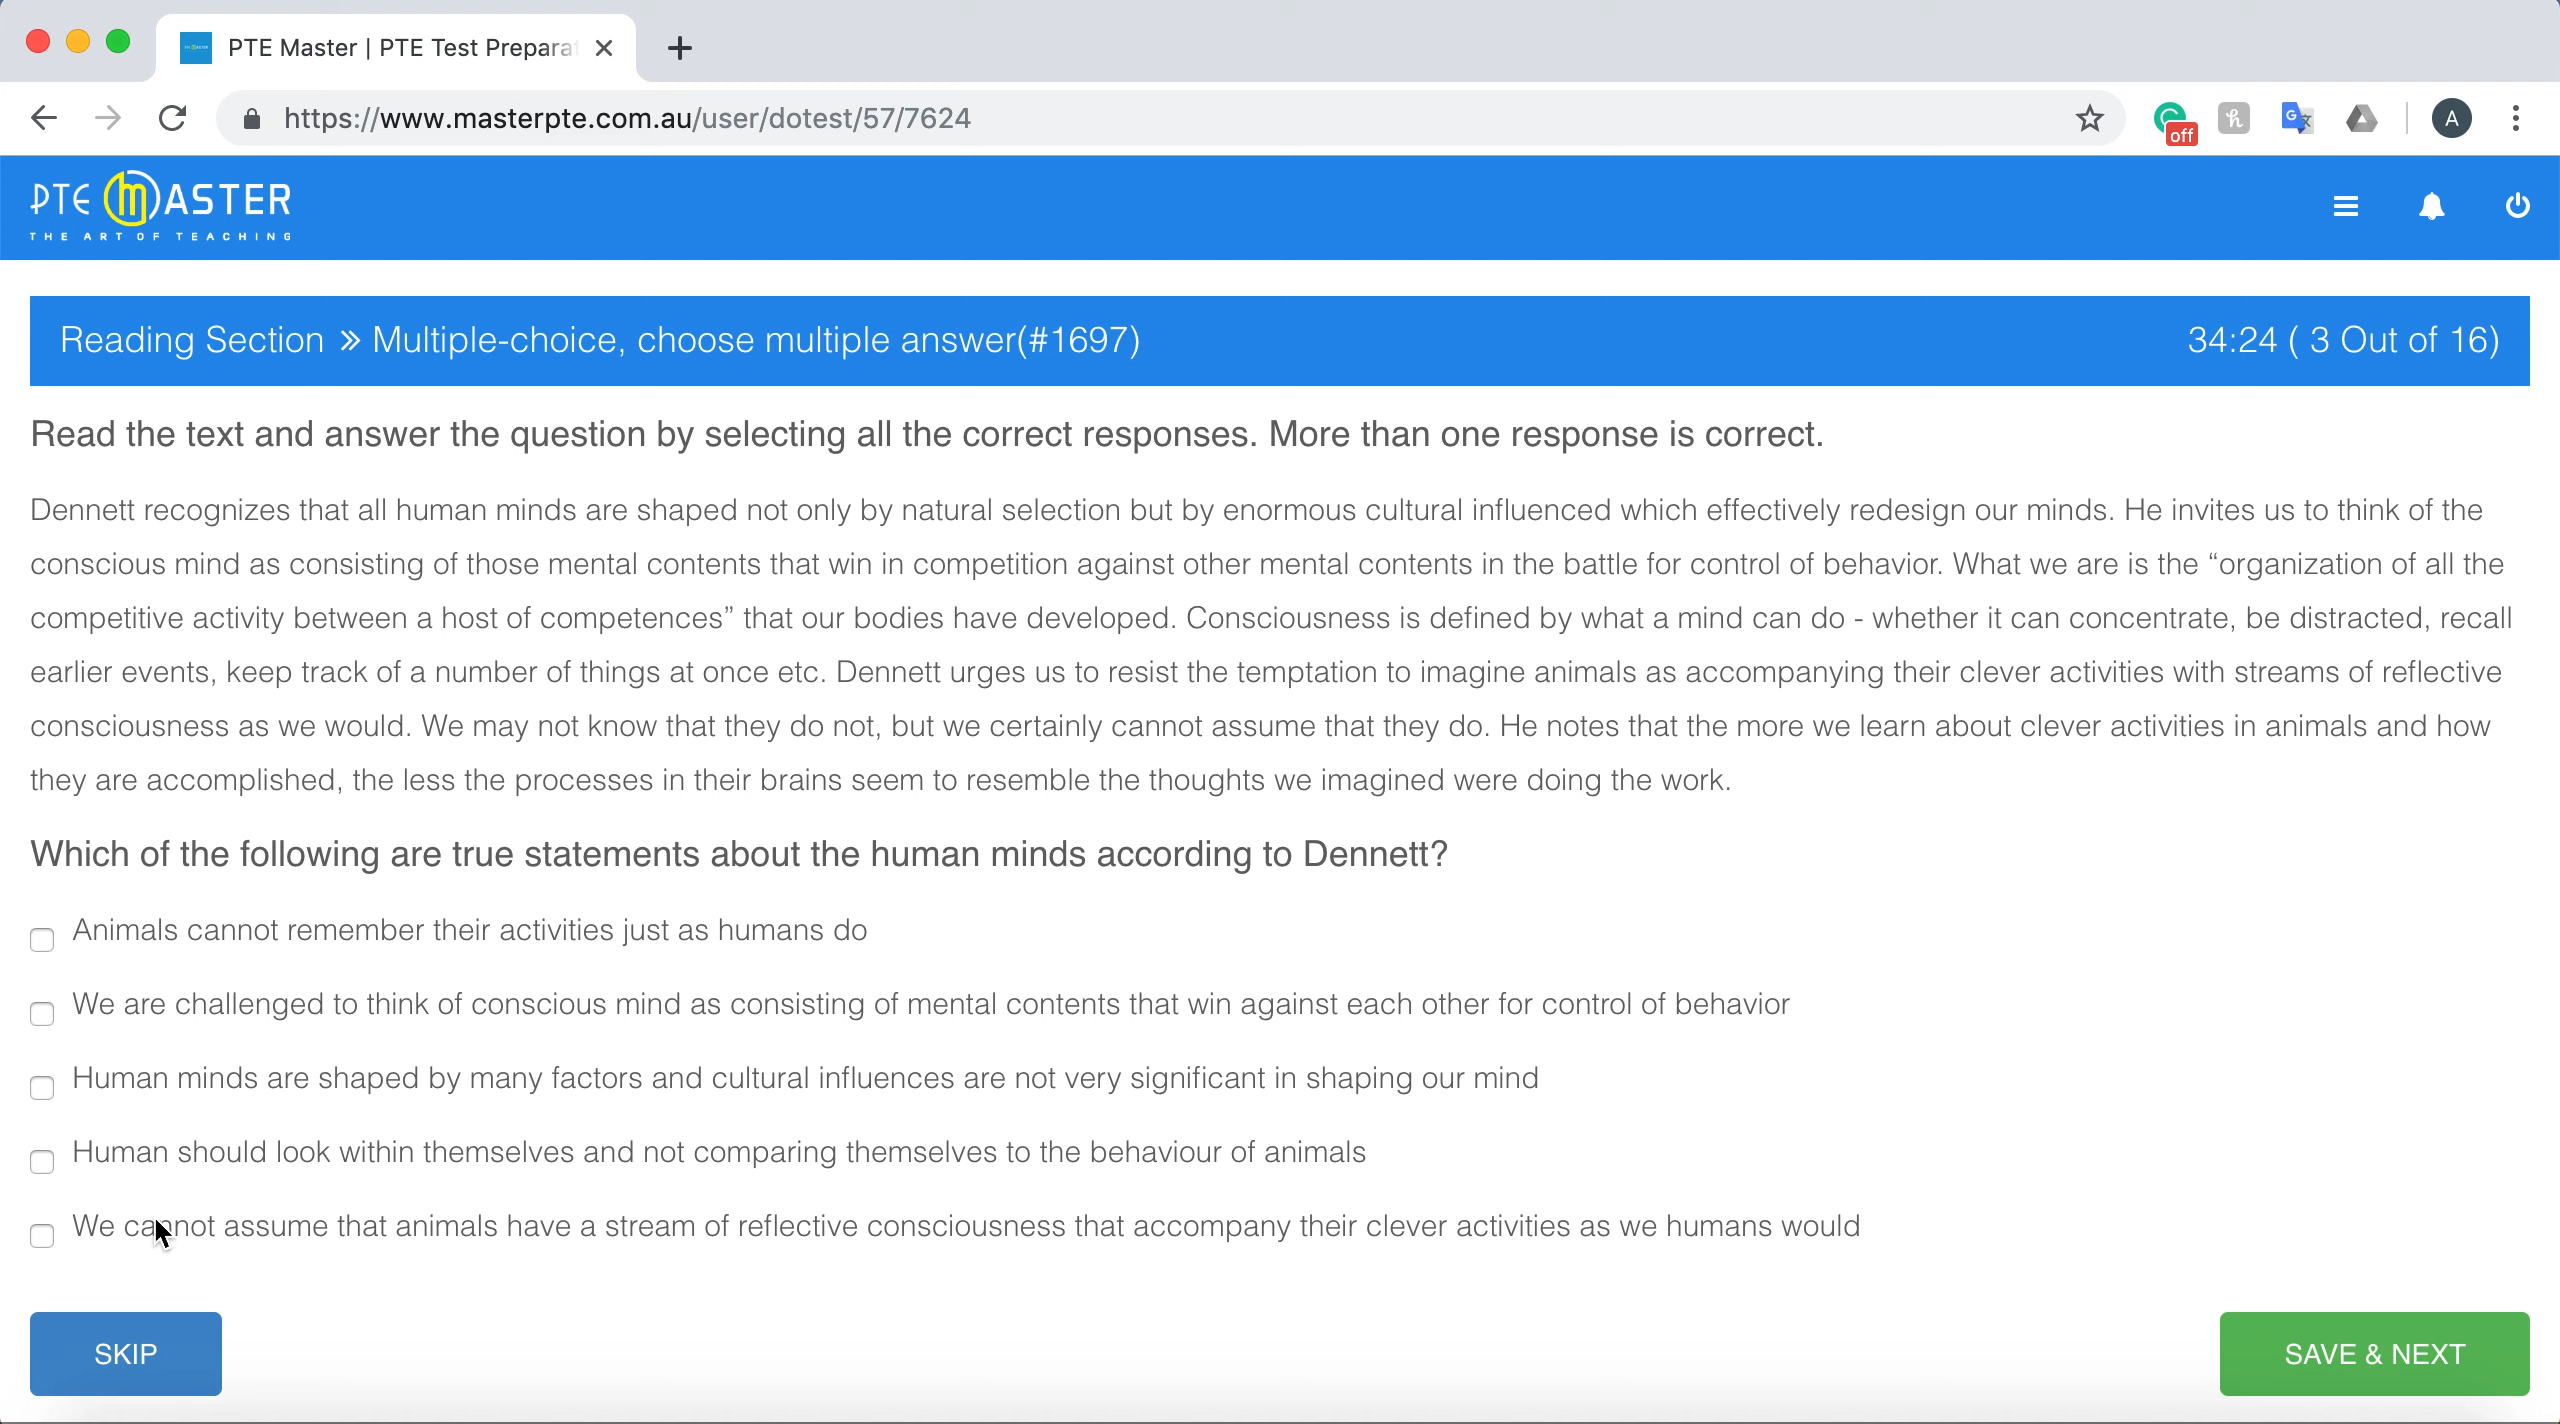 PTE Master | PTE Test Prepara
https://www.masterpte.com.au/user/dotest/57/7624
off
A
PTE MASTER
THE ART OF TEACHING
Reading Section » Multiple-choice, choose multiple answer(#1697)
34:24 ( 3 Out of 16)
Read the text and answer the question by selecting all the correct responses. More than one response is correct.
Dennett recognizes that all human minds are shaped not only by natural selection but by enormous cultural influenced which effectively redesign our minds. He invites us to think of the
conscious mind as consisting of those mental contents that win in competition against other mental contents in the battle for control of behavior. What we are is the “organization of all the
competitive activity between a host of competences” that our bodies have developed. Consciousness is defined by what a mind can do - whether it can concentrate, be distracted, recall
earlier events, keep track of a number of things at once etc. Dennett urges us to resist the temptation to imagine animals as accompanying their clever activities with streams of reflective
consciousness as we would. We may not know that they do not, but we certainly cannot assume that they do. He notes that the more we learn about clever activities in animals and how
they are accomplished, the less the processes in their brains seem to resemble the thoughts we imagined were doing the work.
Which of the following are true statements about the human minds according to Dennett?
Animals cannot remember their activities just as humans do
We are challenged to think of conscious mind as consisting of mental contents that win against each other for control of behavior
Human minds are shaped by many factors and cultural influences are not very significant in shaping our mind
Human should look within themselves and not comparing themselves to the behaviour of animals
We cannot assume that animals have a stream of reflective consciousness that accompany their clever activities as we humans would
SKIP
SAVE & NEXT